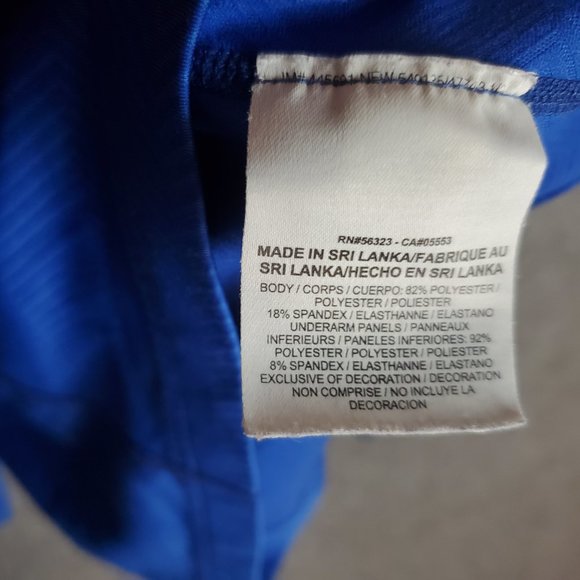 RN#56323 - CA#05553
MADE IN SRI LANKA/FABRIQUE AU
SRI LANKA/HECHO EN SRI LANKA
BODY / CORPS / CUERPO: 82% POLYESTER /
POLYESTER / POLIESTER
18% SPANDEX / ELASTHANNE / ELASTANO
UNDERARM PANELS / PANNEAUX
INFERIEURS / PANELES INFERIORES: 92%
POLYESTER / POLYESTER / POLIESTER
8% SPANDEX / ELASTHANNE / ELASTANO
EXCLUSIVE OF DECORATION / DECORATION
NON COMPRISE / NO INCLUYE LA
DECORACION